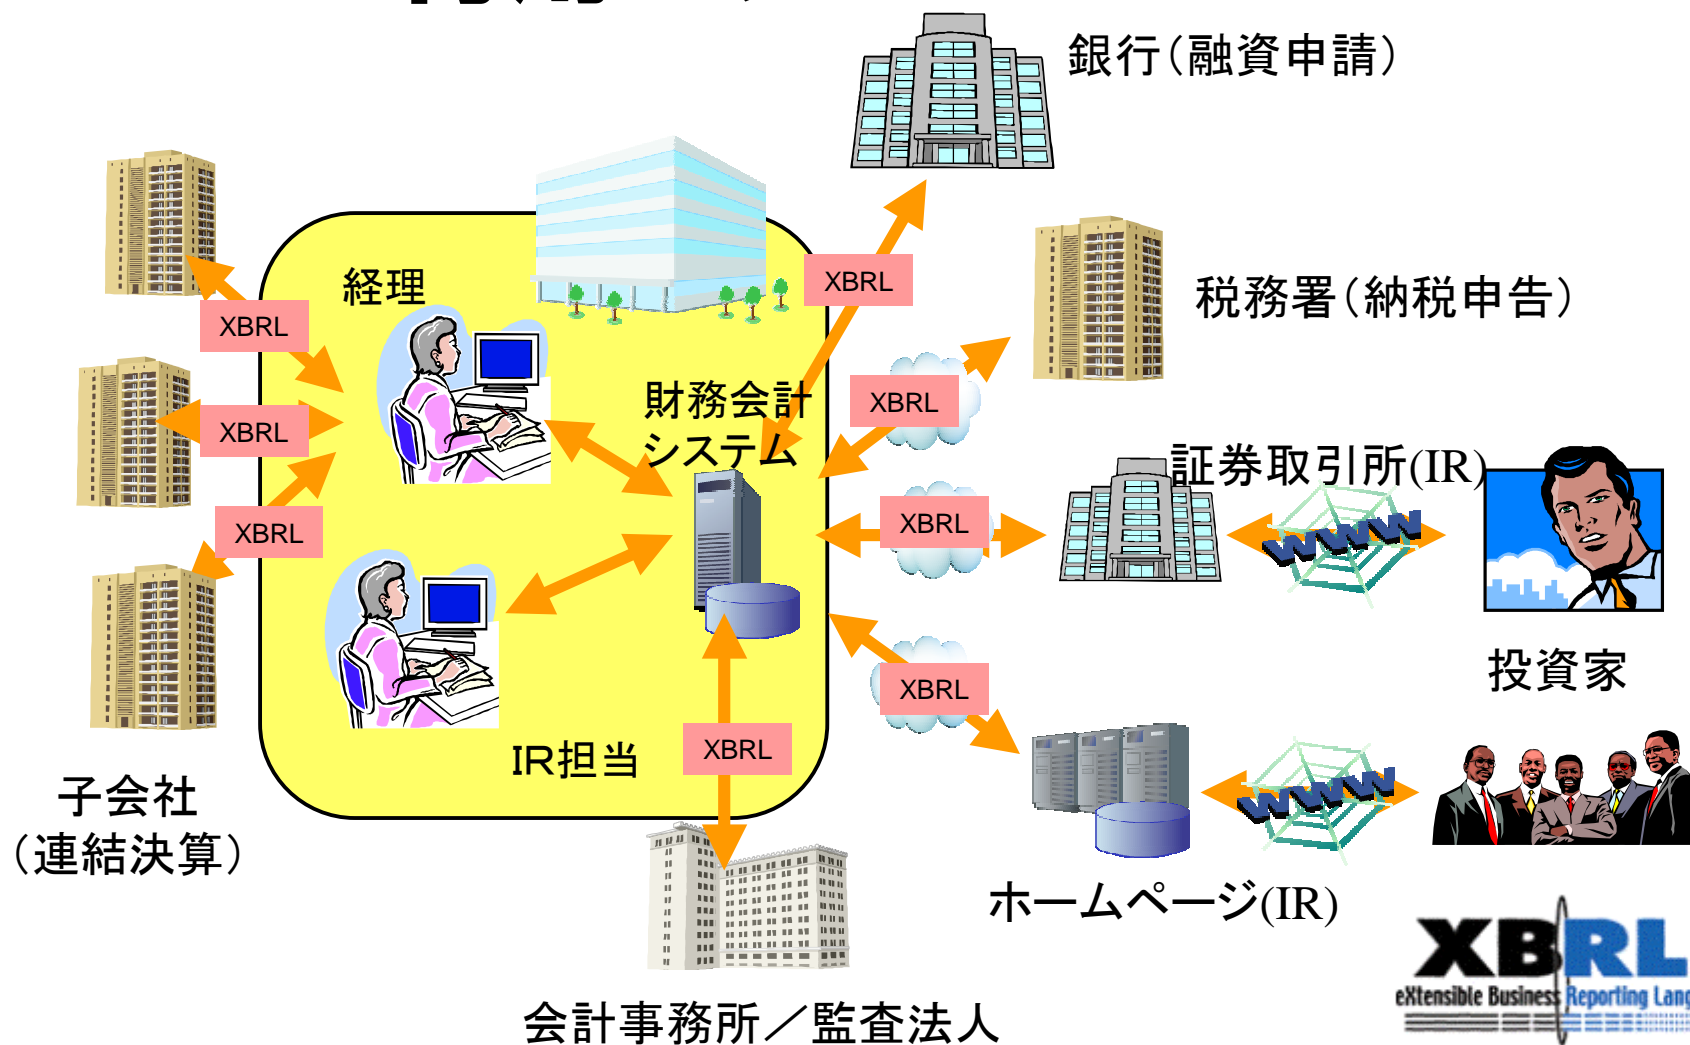 銀行（融資申請）
XBRL
経理
XBRL
税務署（納税申告）
財務会計
システム
XBRL
XBRL
証券取引所(IR)
WWW
XBRL
XBRL
投資家
XBRL
IR担当
XBRL
WWW
子会社
（連結決算）
ホームページ(IR)
会計事務所／監査法人
XBRL
eXtensible Business Reporting Lang